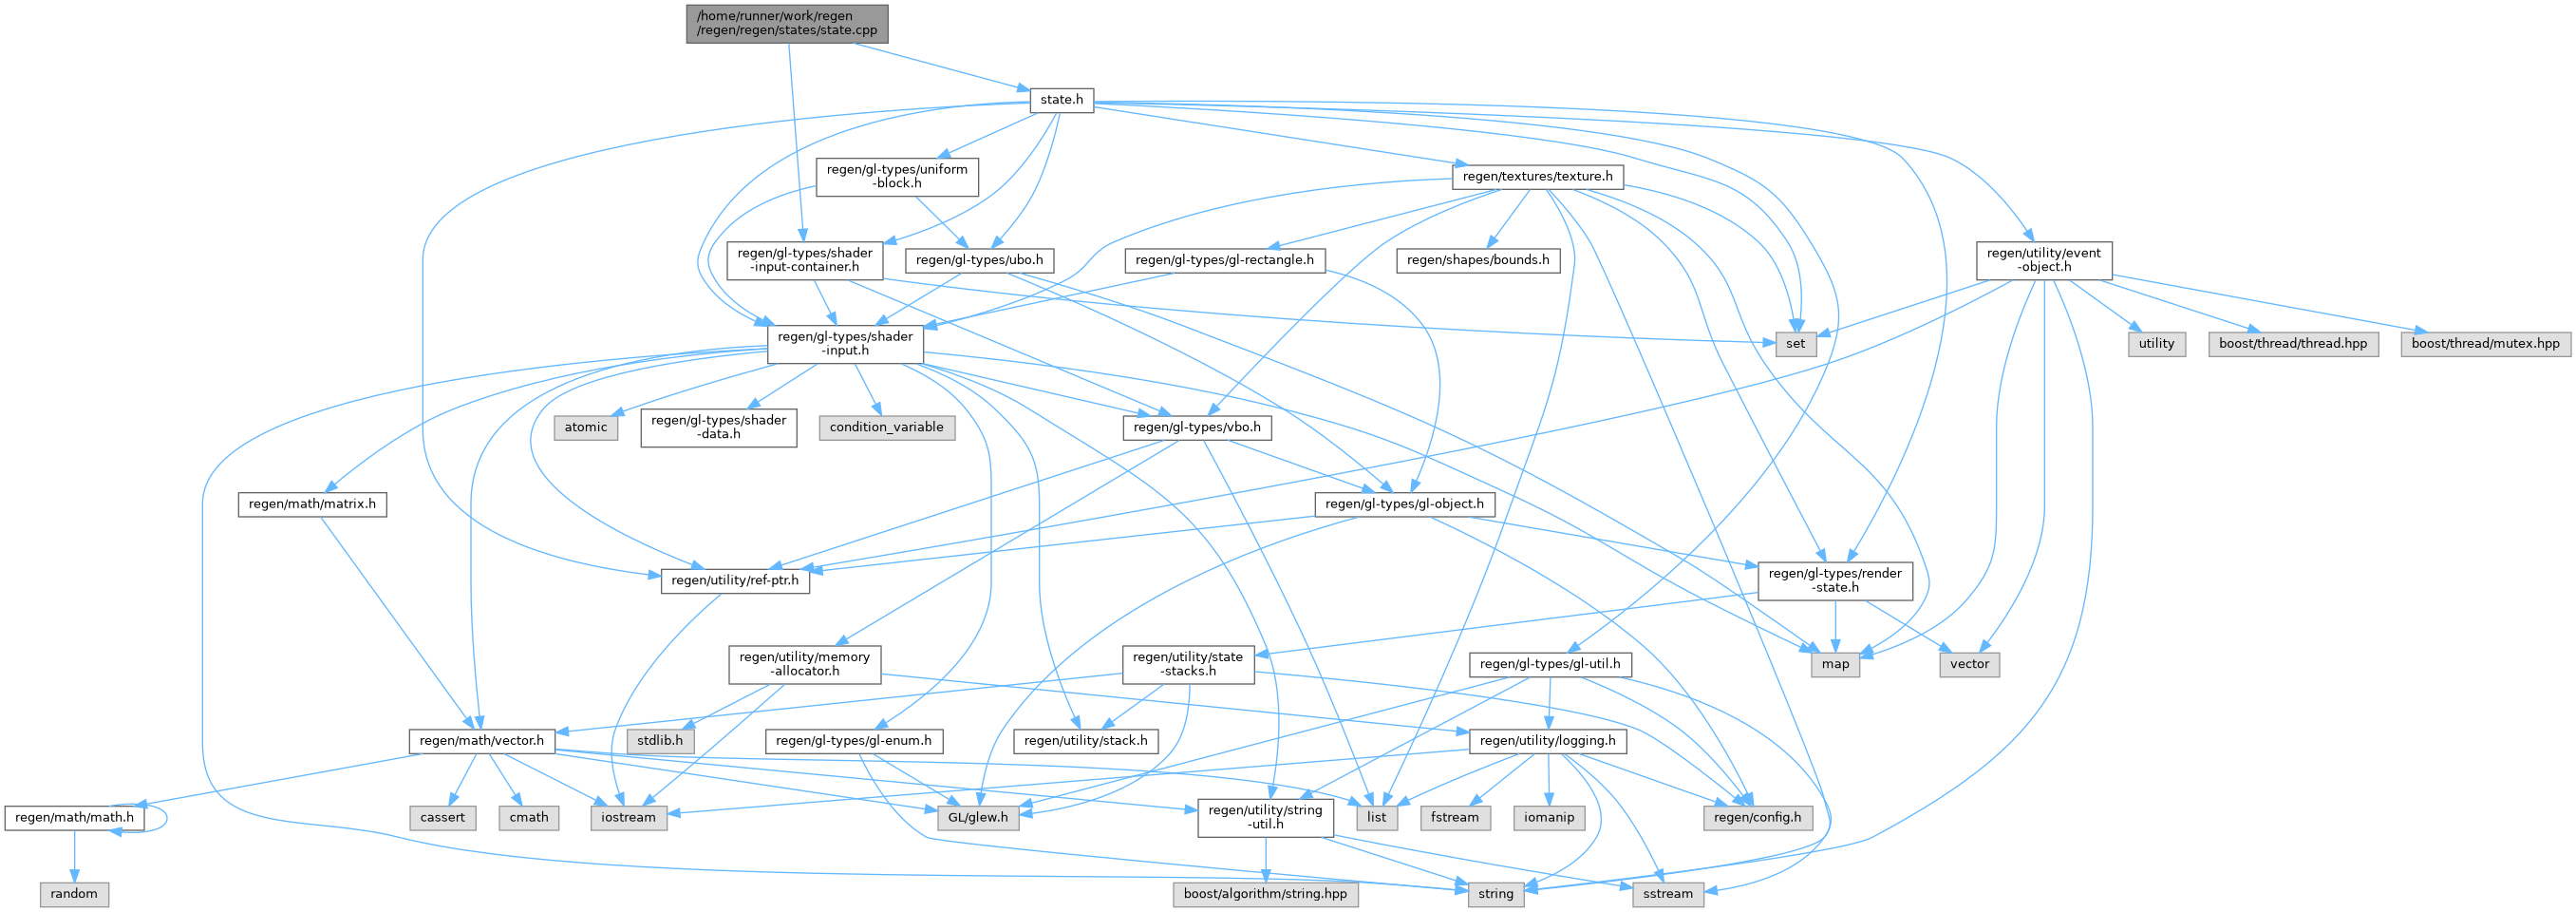 /home/runner/work/regen
/regen/regen/states/state.cpp
state.h
regen/gl-types/uniform
-block.h
regen/textures/texture.h
regen/gl-types/shader
-input-container.h
regen/gl-types/ubo.h
regen/gl-types/gl-rectangle.h
regen/shapes/bounds.h
regen/utility/event
-object.h
regen/gl-types/shader
-input.h
set
utility
boost/thread/thread.hpp
boost/thread/mutex.hpp
atomic
regen/gl-types/shader
-data.h
condition_variable
regen/gl-types/vbo.h
regen/math/matrix.h
regen/gl-types/gl-object.h
regen/utility/ref-ptr.h
regen/gl-types/render
-state.h
regen/utility/memory
-allocator.h
regen/utility/state
-stacks.h
regen/gl-types/gl-util.h
map
vector
regen/math/vector.h
stdlib.h
regen/gl-types/gl-enum.h
regen/utility/stack.h
regen/utility/logging.h
regen/math/math.h
cassert
cmath
iostream
GL/glew.h
regen/utility/string
-util.h
list
fstream
iomanip
regen/config.h
random
boost/algorithm/string.hpp
string
sstream